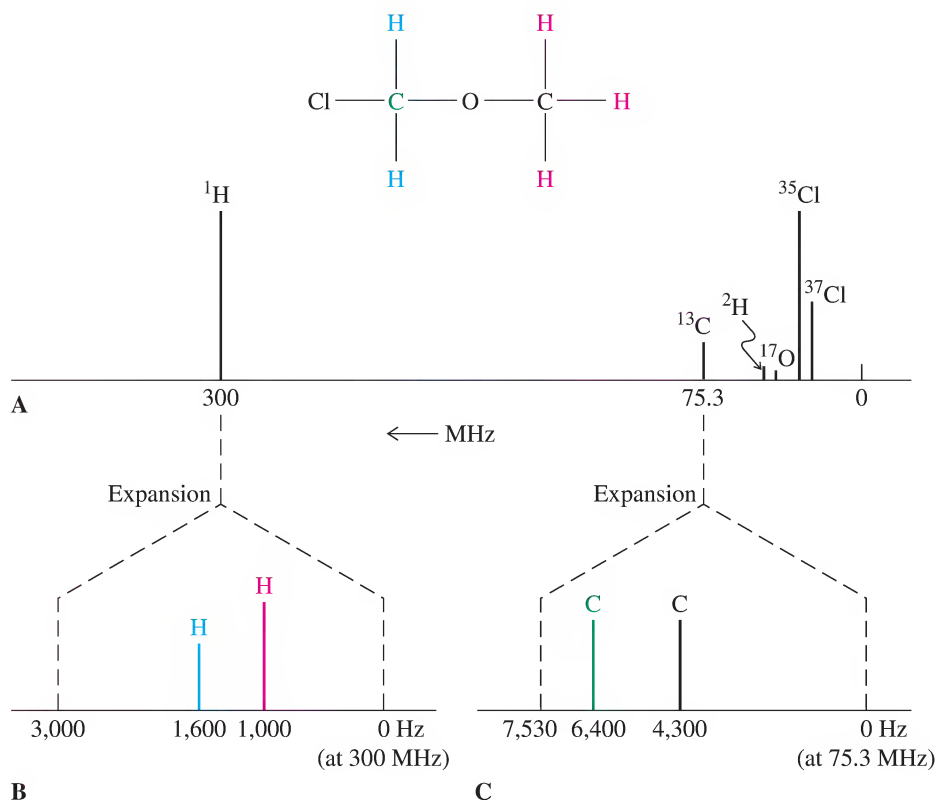 H H
Cl C O C H
H H
¹H
³⁵Cl
³⁷Cl
²H
¹³C
¹⁷O
A
300 75.3 0
← MHz
Expansion Expansion
H
H
C C
3,000 1,600 1,000 0 Hz
(at 300 MHz)
7,530 6,400 4,300 0 Hz
(at 75.3 MHz)
B C